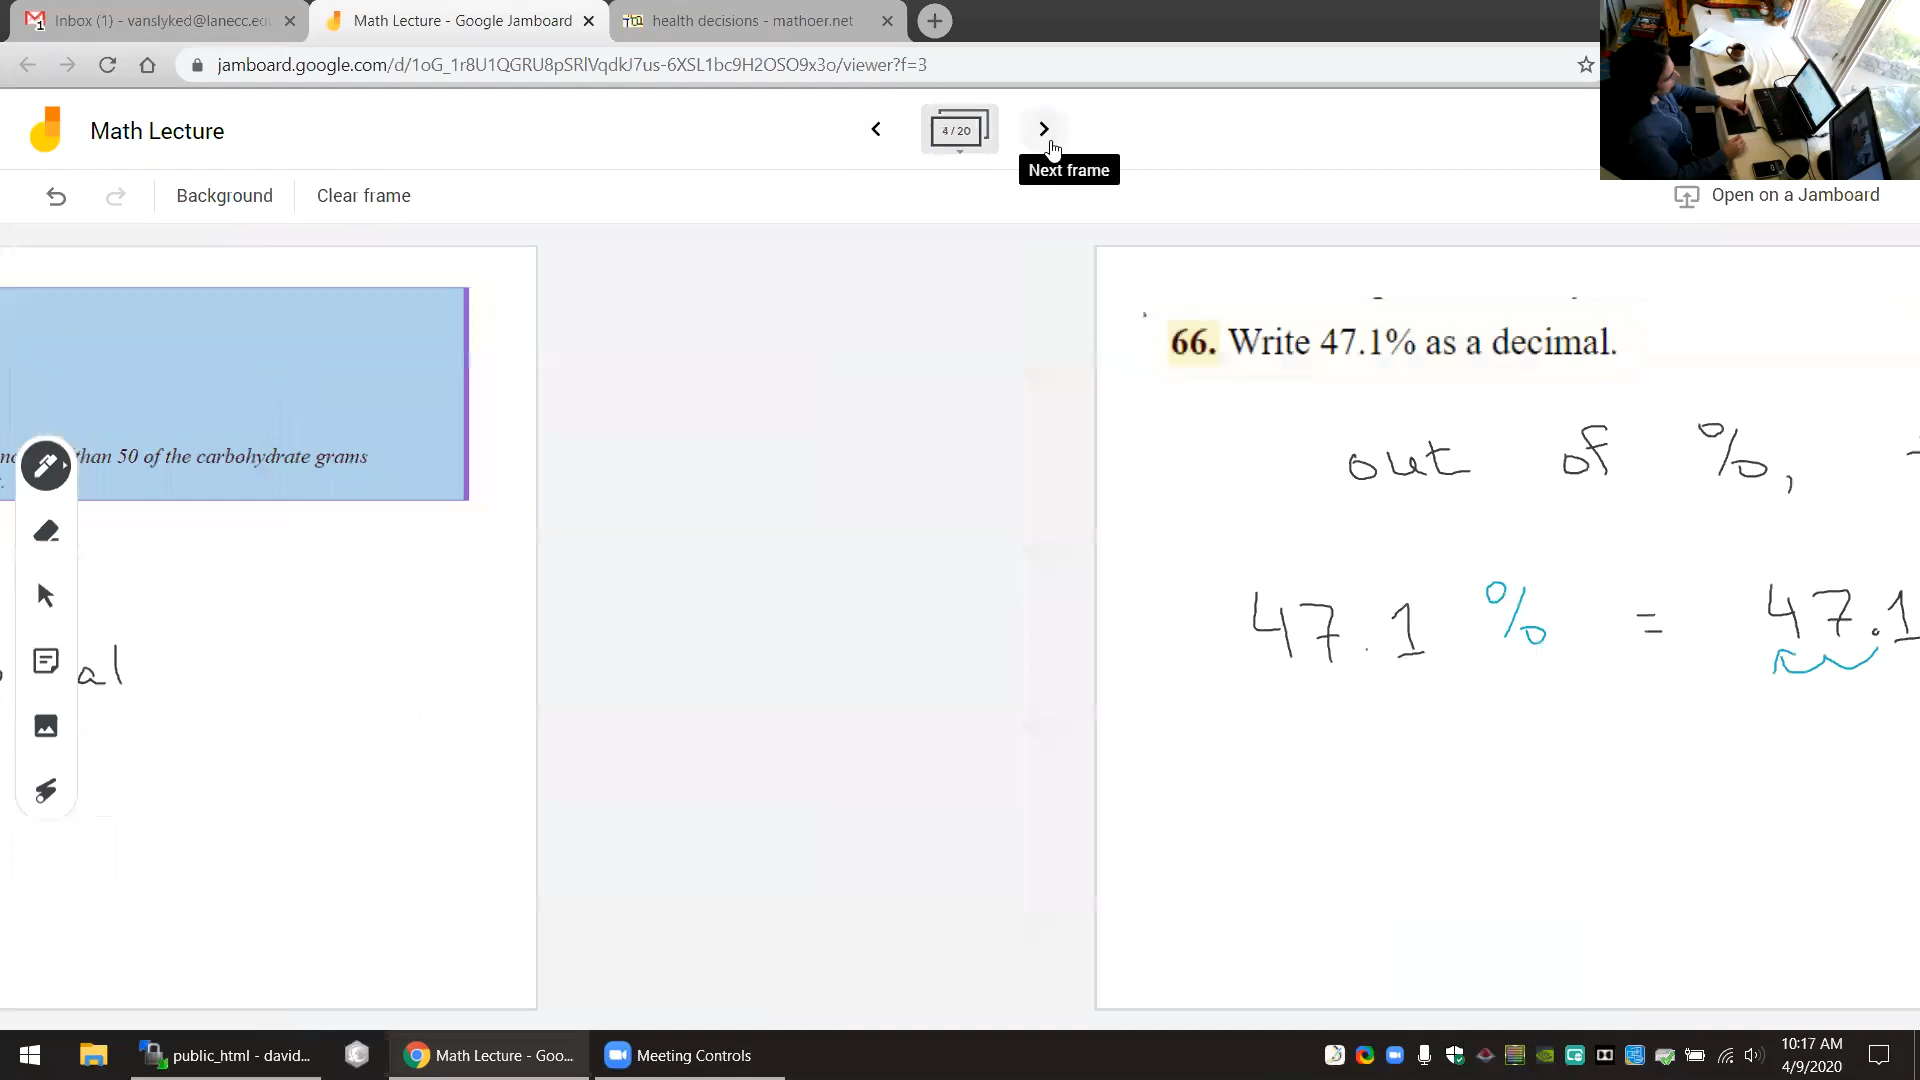 Inbox (1) - vanslyked@lanecc.edu
Math Lecture - Google Jamboard
health decisions - mathoer.net
jamboard.google.com/d/1oG_1r8U1QGRU8pSRlVqdkJ7us-6XSL1bc9H2OSO9x3o/viewer?f=3
Math Lecture
4 / 20
Next frame
Background
Clear frame
Open on a Jamboard
than 50 of the carbohydrate grams
al
66. Write 47.1% as a decimal.
out of %,
47.1 % = 47.1
public_html - david...
Math Lecture - Goo...
Meeting Controls
10:17 AM
4/9/2020